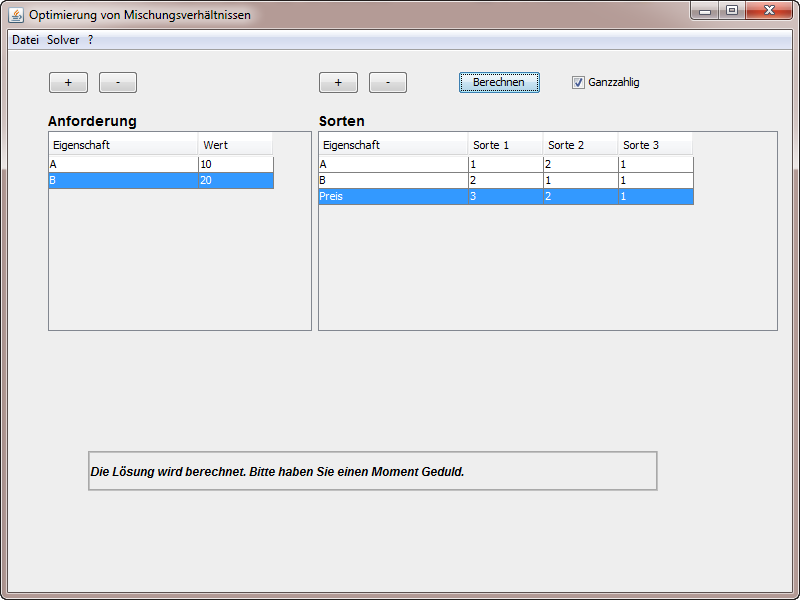 Optimierung von Mischungsverhältnissen
Datei Solver ?
+ - + - Berechnen Ganzzahlig
Anforderung Sorten
Eigenschaft Wert Eigenschaft Sorte 1 Sorte 2 Sorte 3
A 10 A 1 2 1
B 20 B 2 1 1
Preis 3 2 1
Die Lösung wird berechnet. Bitte haben Sie einen Moment Geduld.